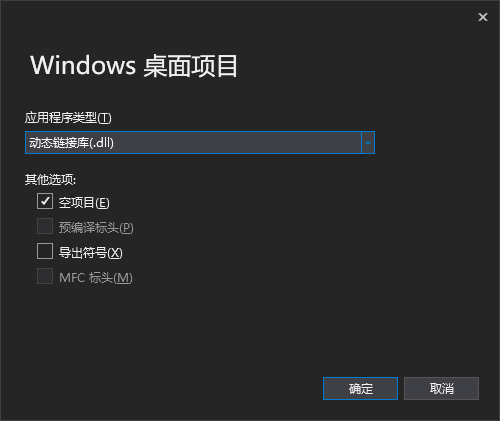 Windows 桌面项目
应用程序类型(T)
动态链接库(.dll)
其他选项:
空项目(E)
预编译标头(P)
导出符号(X)
MFC 标头(M)
确定 取消